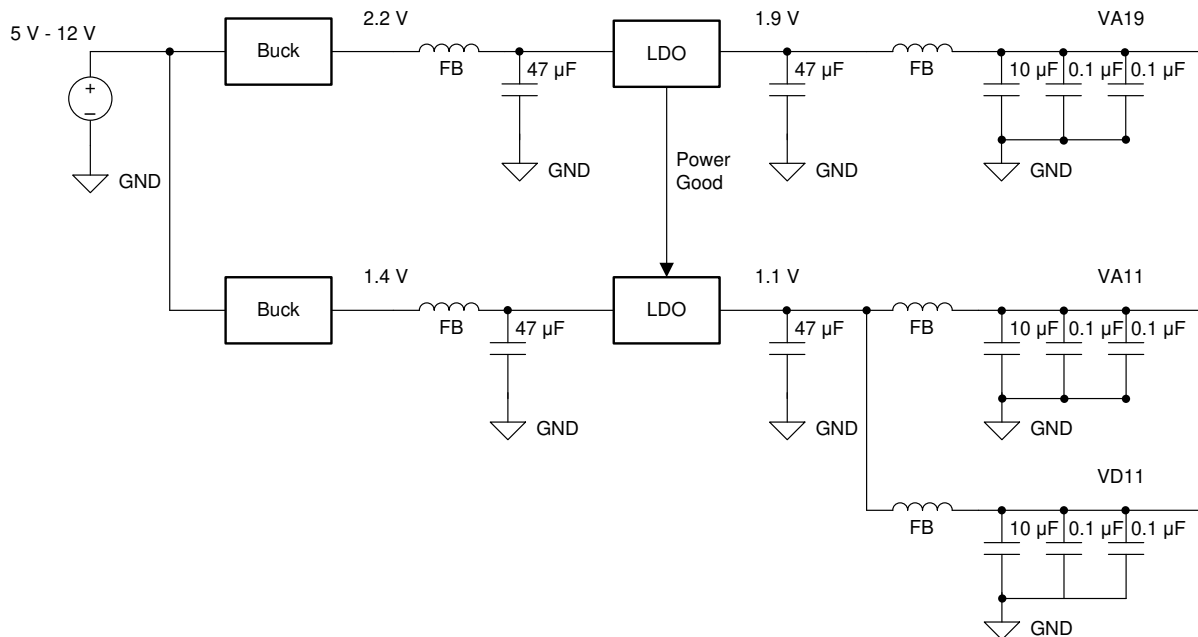 5 V - 12 V
Buck
2.2 V
FB
47 µF
LDO
1.9 V
47 µF
FB
VA19
10 µF 0.1 µF 0.1 µF
+
−
GND
GND
GND
GND
Power
Good
Buck
1.4 V
FB
47 µF
LDO
1.1 V
47 µF
FB
VA11
10 µF 0.1 µF 0.1 µF
GND
GND
GND
VD11
FB
10 µF 0.1 µF 0.1 µF
GND